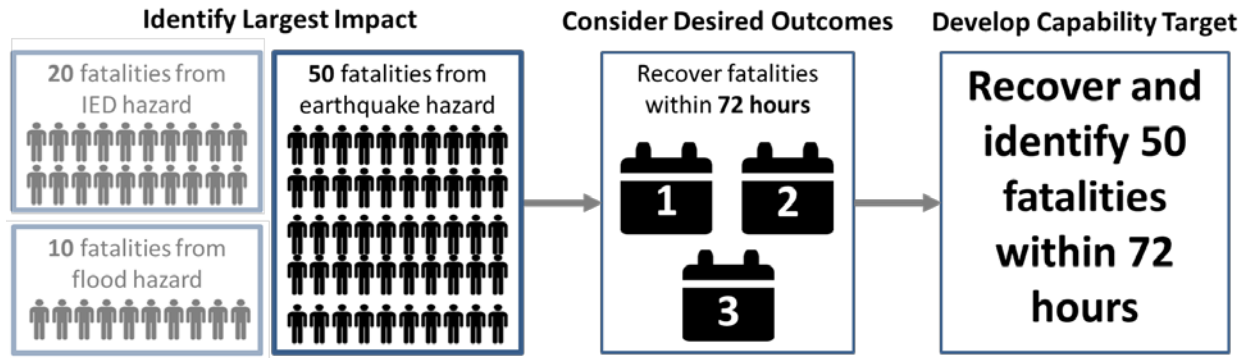 Identify Largest Impact
20 fatalities from
IED hazard
10 fatalities from
flood hazard
50 fatalities from
earthquake hazard
Consider Desired Outcomes
Recover fatalities
within 72 hours
1
2
3
Develop Capability Target
Recover and
identify 50
fatalities
within 72
hours